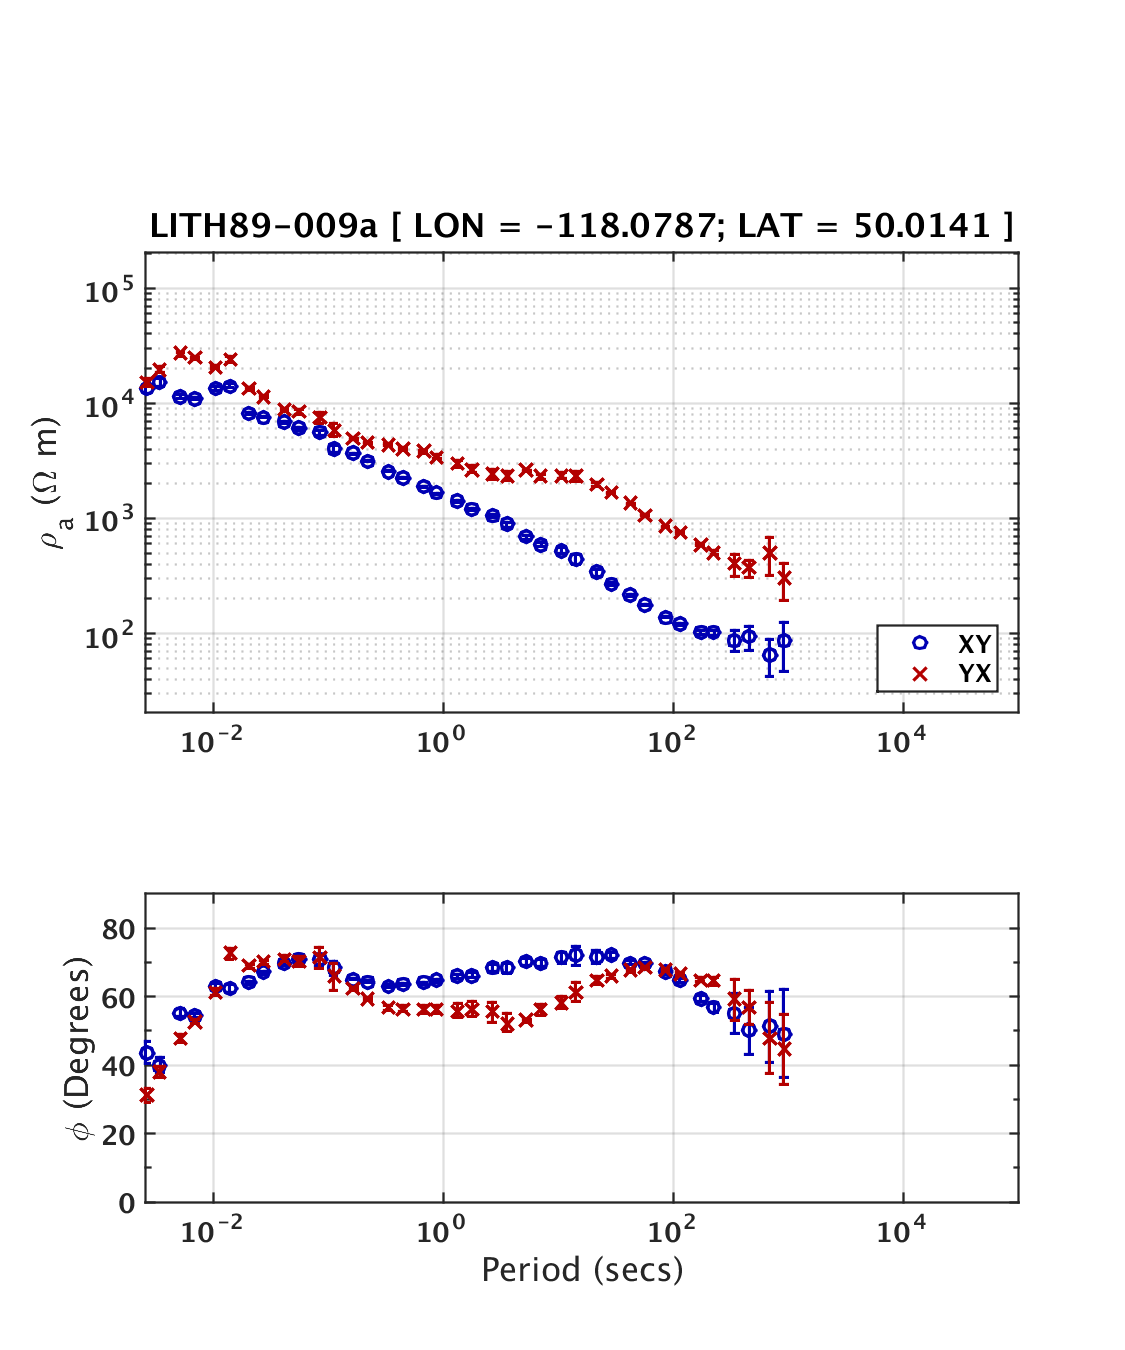 LITH89-009a [ LON = -118.0787; LAT = 50.0141 ]
ρa (Ω m)
10^5
10^4
10^3
10^2
XY
YX
10^-2 10^0 10^2 10^4
ϕ (Degrees)
80
60
40
20
0
10^-2 10^0 10^2 10^4
Period (secs)